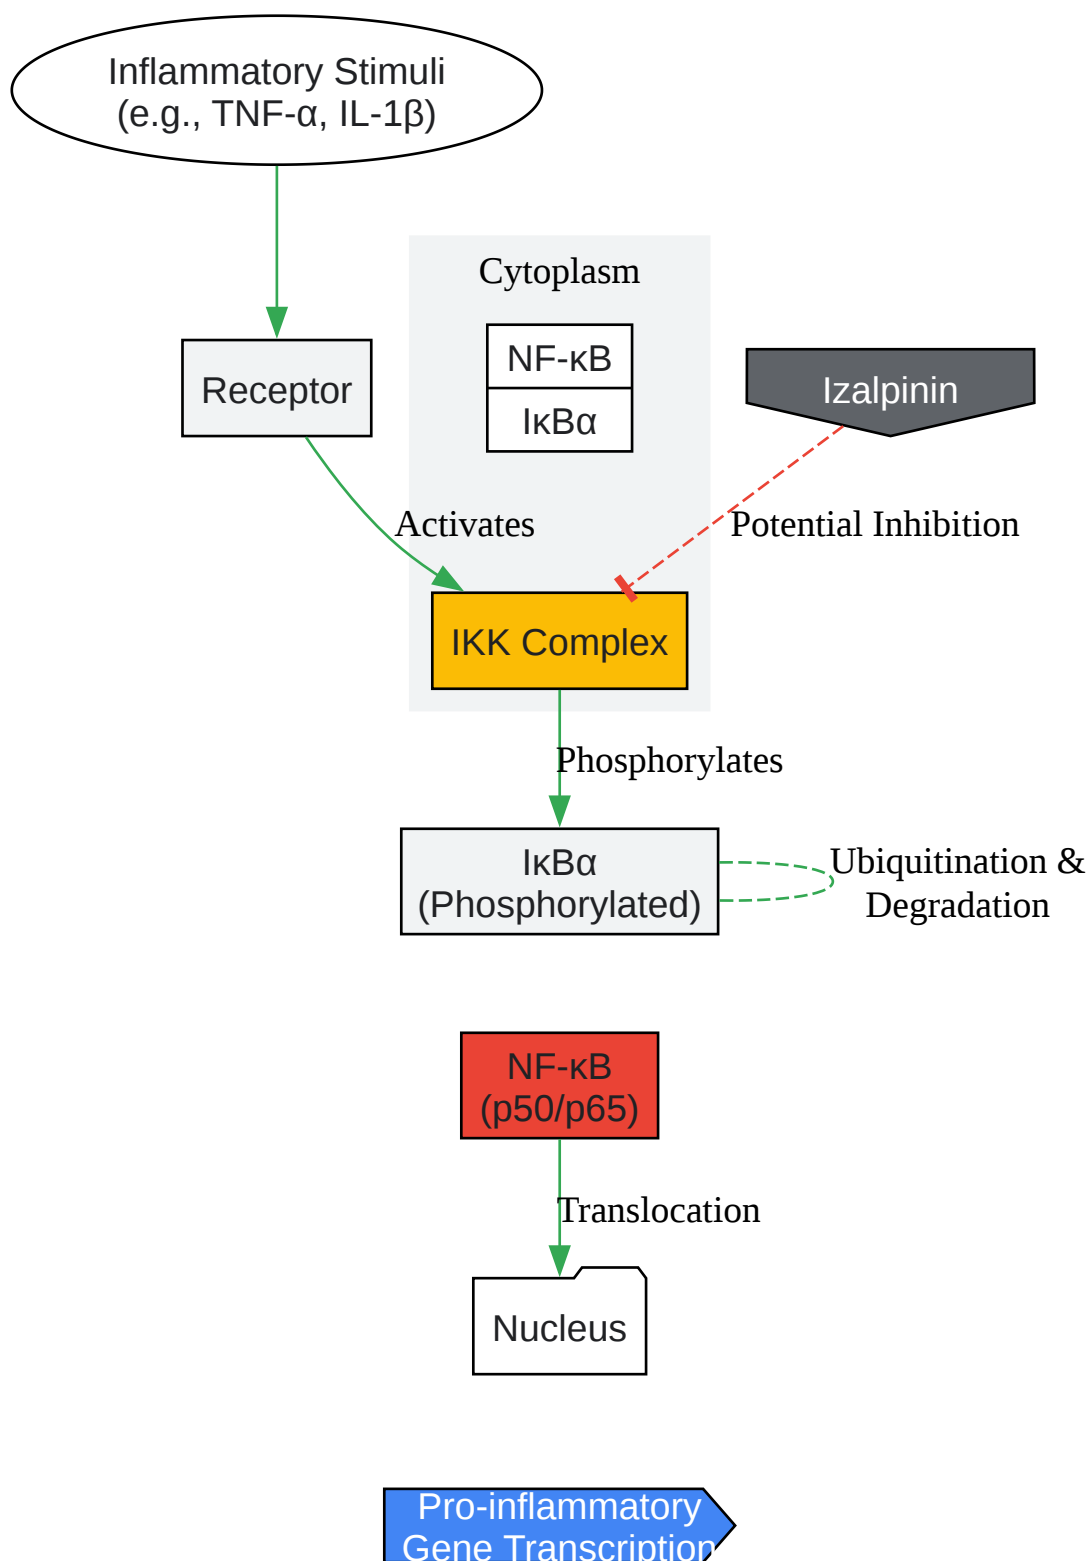 Inflammatory Stimuli
(e.g., TNF-α, IL-1β)
Cytoplasm
NF-κB
IκBα
Receptor
Izalpinin
Activates
Potential Inhibition
IKK Complex
Phosphorylates
IκBα
(Phosphorylated)
Ubiquitination &
Degradation
NF-κB
(p50/p65)
Translocation
Nucleus
Pro-inflammatory
Gene Transcription